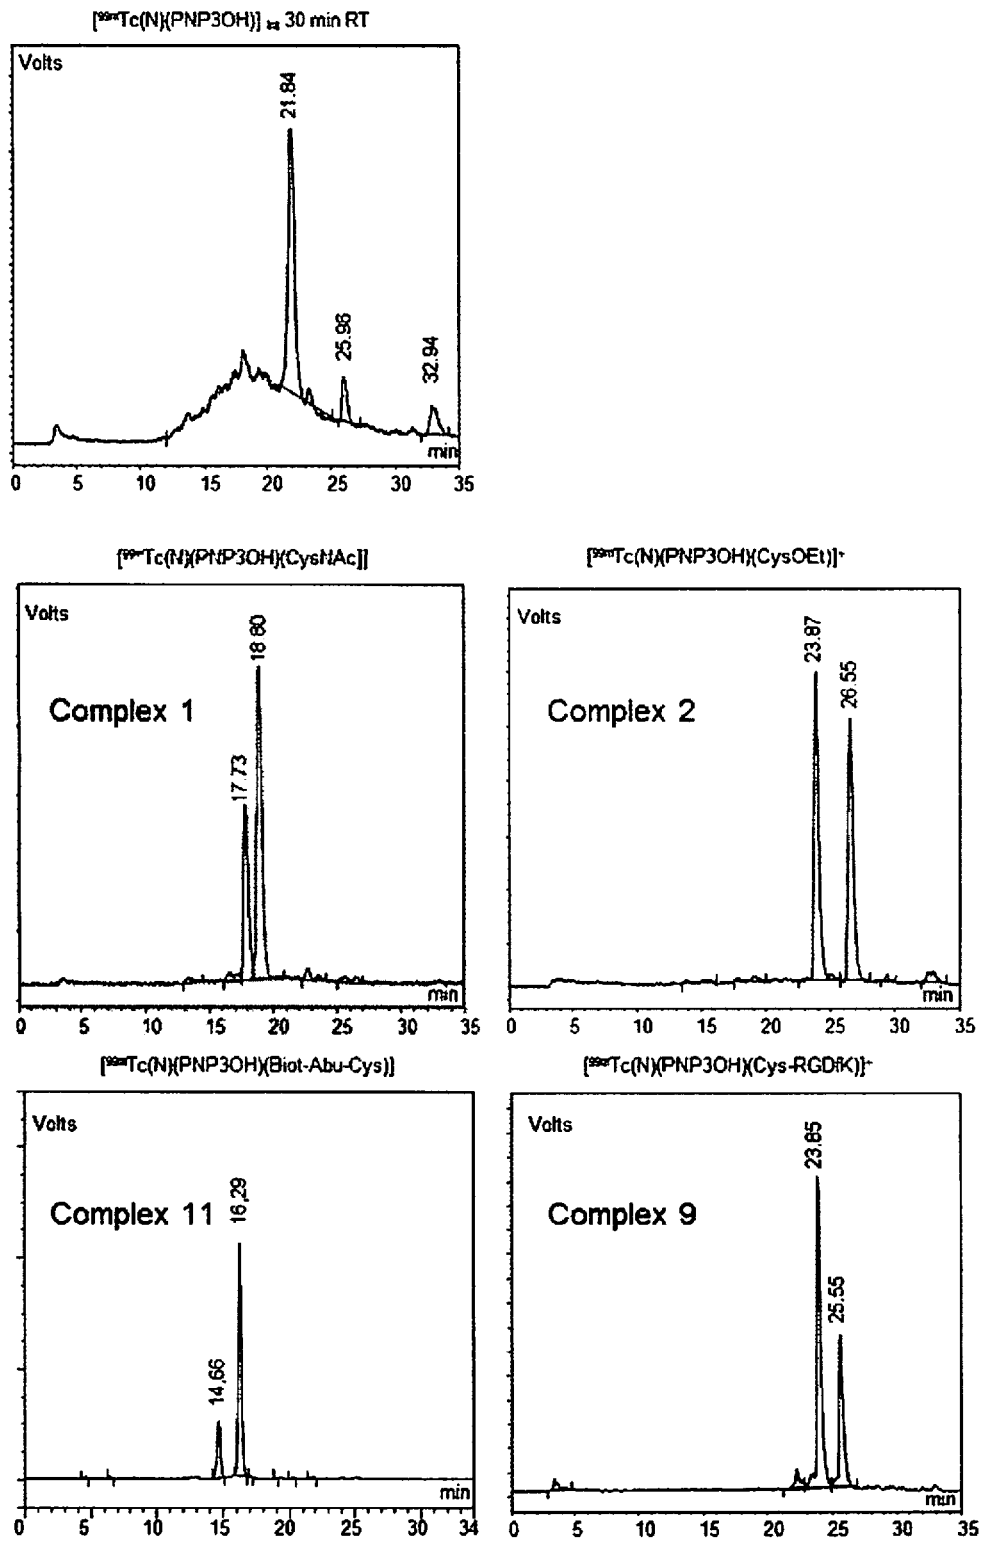 [99mTc(N)(PNP3OH)] int 30 min RT
Volts
21.84
25.98
32.94
min
0 5 10 15 20 25 30 35
[99mTc(N)(PNP3OH)(CysNAc]]
Volts
Complex 1
17.73
18 80
min
0 5 10 15 20 25 30 35
[99mTc(N)(PNP3OH)(CysOEt)]+
Volts
Complex 2
23.87
26.55
min
0 5 10 15 20 25 30 35
[99mTc(N)(PNP3OH)(Biot-Abu-Cys)]
Volts
Complex 11
14,66
16,29
min
0 5 10 15 20 25 30 34
[99mTc(N)(PNP3OH)(Cys-RGDfK)]+
Volts
Complex 9
23.85
25.55
min
0 5 10 15 20 25 30 35